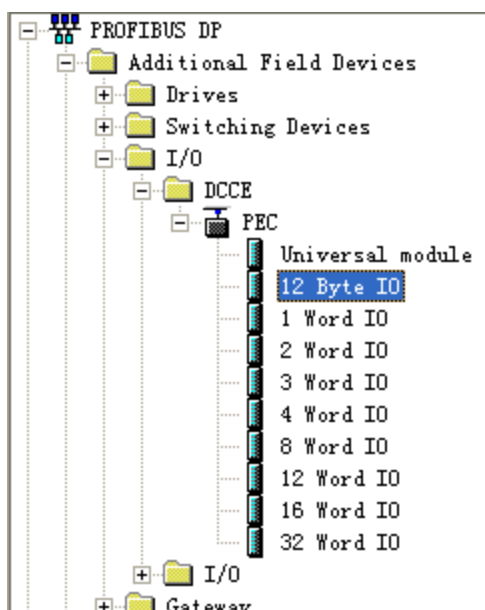 PROFIBUS DP
Additional Field Devices
Drives
Switching Devices
I/O
DCCE
PEC
Universal module
12 Byte IO
1 Word IO
2 Word IO
3 Word IO
4 Word IO
8 Word IO
12 Word IO
16 Word IO
32 Word IO
I/O
Gateway